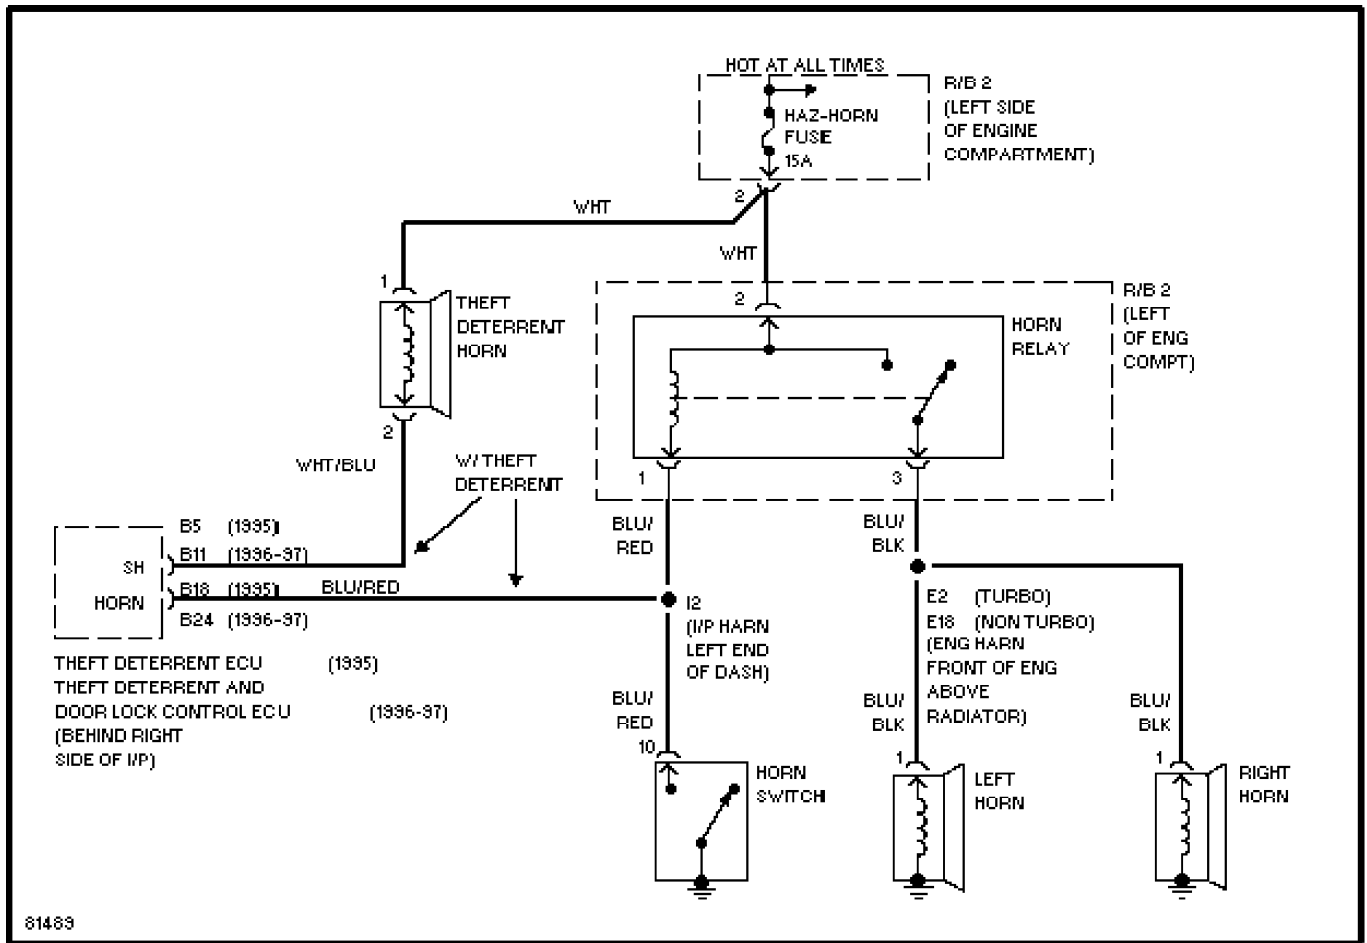 HOT AT ALL TIMES
R/B 2
(LEFT SIDE
OF ENGINE
COMPARTMENT)
HAZ-HORN
FUSE
15A
2
WHT
WHT
1
THEFT
DETERRENT
HORN
2
R/B 2
(LEFT
OF ENG
COMPT)
HORN
RELAY
2
WHT/BLU
W/ THEFT
DETERRENT
1
3
BLU/
RED
BLU/
BLK
B5 (1995)
B11 (1996-97)
SH
B18 (1995)
BLU/RED
HORN
B24 (1996-97)
I2
(I/P HARN
LEFT END
OF DASH)
E2 (TURBO)
E18 (NON TURBO)
(ENG HARN
FRONT OF ENG
ABOVE
RADIATOR)
THEFT DETERRENT ECU (1995)
THEFT DETERRENT AND
DOOR LOCK CONTROL ECU (1996-97)
(BEHIND RIGHT
SIDE OF I/P)
BLU/
RED
BLU/
BLK
BLU/
BLK
10
1
1
HORN
SWITCH
LEFT
HORN
RIGHT
HORN
81489